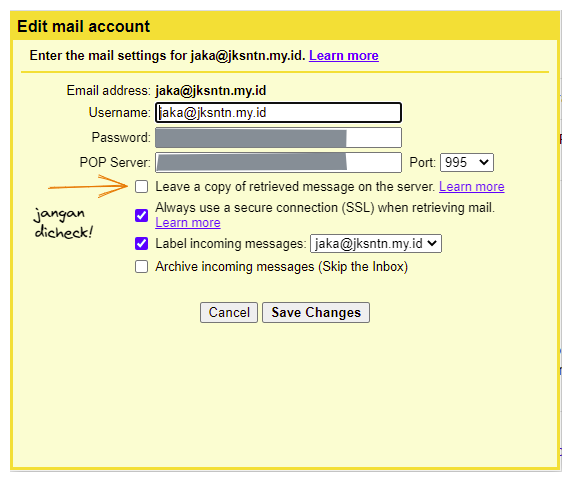 Edit mail account
Enter the mail settings for jaka@jksntn.my.id. Learn more
Email address: jaka@jksntn.my.id
Username: jaka@jksntn.my.id
Password:
POP Server: Port: 995
Leave a copy of retrieved message on the server. Learn more
jangan
dicheck!
Always use a secure connection (SSL) when retrieving mail.
Learn more
Label incoming messages: jaka@jksntn.my.id
Archive incoming messages (Skip the Inbox)
Cancel Save Changes